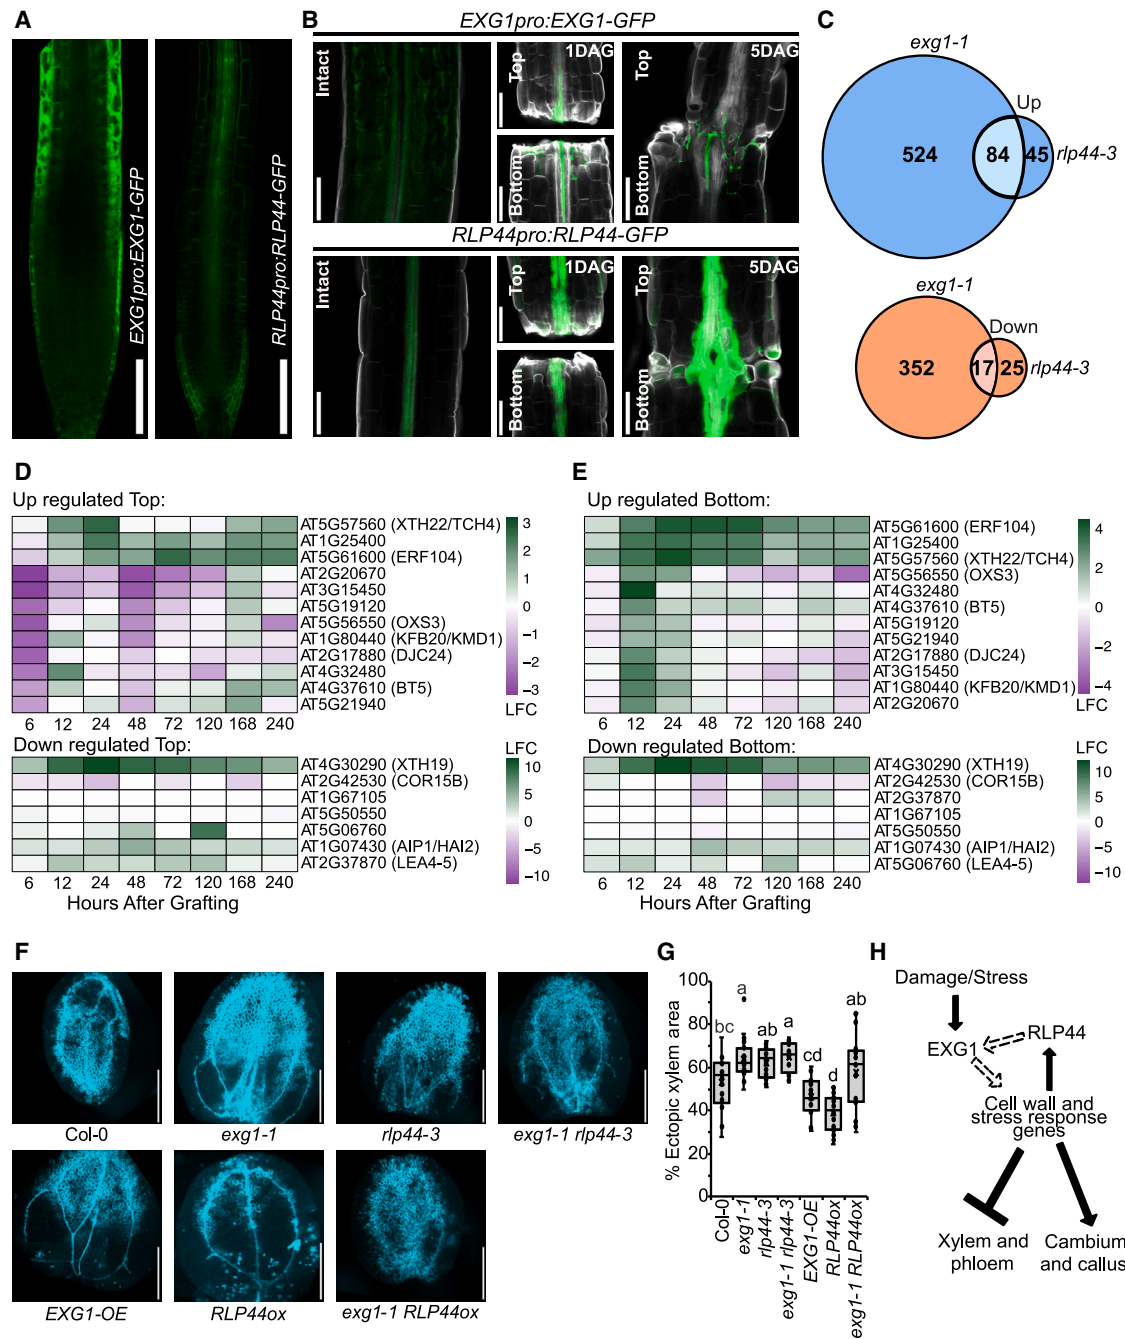 A
EXG1pro:EXG1-GFP
RLP44pro:RLP44-GFP
B
EXG1pro:EXG1-GFP
Intact
Top
1DAG
Bottom
Top
5DAG
Bottom
RLP44pro:RLP44-GFP
Intact
Top
1DAG
Bottom
Top
5DAG
Bottom
C
exg1-1
Up
524
84
45
rlp44-3
exg1-1
Down
352
17
25
rlp44-3
D
Up regulated Top:
AT5G57560 (XTH22/TCH4)
AT1G25400
AT5G61600 (ERF104)
AT2G20670
AT3G15450
AT5G19120
AT5G56550 (OXS3)
AT1G80440 (KFB20/KMD1)
AT2G17880 (DJC24)
AT4G32480
AT4G37610 (BT5)
AT5G21940
6 12 24 48 72 120 168 240
3
2
1
0
−1
−2
−3
LFC
Down regulated Top:
AT4G30290 (XTH19)
AT2G42530 (COR15B)
AT1G67105
AT5G50550
AT5G06760
AT1G07430 (AIP1/HAI2)
AT2G37870 (LEA4-5)
6 12 24 48 72 120 168 240
Hours After Grafting
LFC
10
5
0
−5
−10
E
Up regulated Bottom:
AT5G61600 (ERF104)
AT1G25400
AT5G57560 (XTH22/TCH4)
AT5G56550 (OXS3)
AT4G32480
AT4G37610 (BT5)
AT5G19120
AT5G21940
AT2G17880 (DJC24)
AT3G15450
AT1G80440 (KFB20/KMD1)
AT2G20670
6 12 24 48 72 120 168 240
4
2
0
−2
−4
LFC
Down regulated Bottom:
AT4G30290 (XTH19)
AT2G42530 (COR15B)
AT2G37870
AT1G67105
AT5G50550
AT1G07430 (AIP1/HAI2)
AT5G06760 (LEA4-5)
6 12 24 48 72 120 168 240
Hours After Grafting
LFC
10
5
0
−5
−10
F
Col-0
exg1-1
rlp44-3
exg1-1 rlp44-3
EXG1-OE
RLP44ox
exg1-1 RLP44ox
G
% Ectopic xylem area
100
80
60
40
20
0
bc
a
ab
a
cd
d
ab
Col-0
exg1-1
rlp44-3
exg1-1 rlp44-3
EXG1-OE
RLP44ox
exg1-1 RLP44ox
H
Damage/Stress
EXG1
RLP44
Cell wall and
stress response
genes
Xylem and
phloem
Cambium
and callus